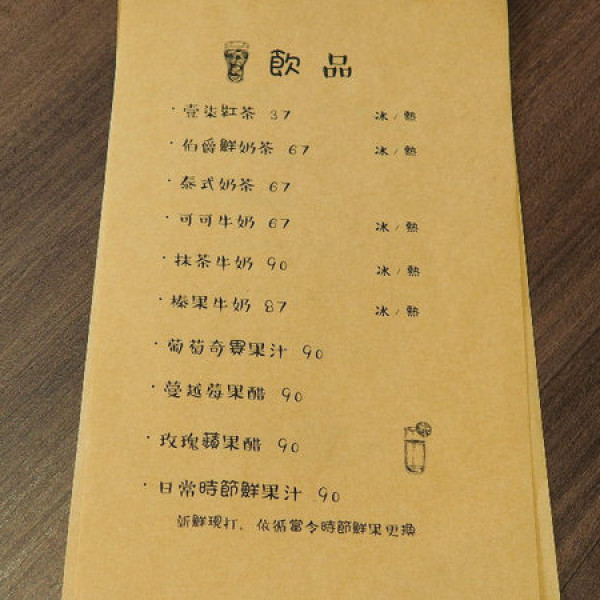 飲品
・壹柒紅茶 37 冰/熱
・伯爵鮮奶茶 67 冰/熱
・泰式奶茶 67
・可可牛奶 67 冰/熱
・抹茶牛奶 90 冰/熱
・榛果牛奶 87 冰/熱
・葡萄奇異果汁 90
・蔓越莓果醋 90
・玫瑰蘋果醋 90
・日常時節鮮果汁 90
新鮮現打，依循當令時節鮮果更換